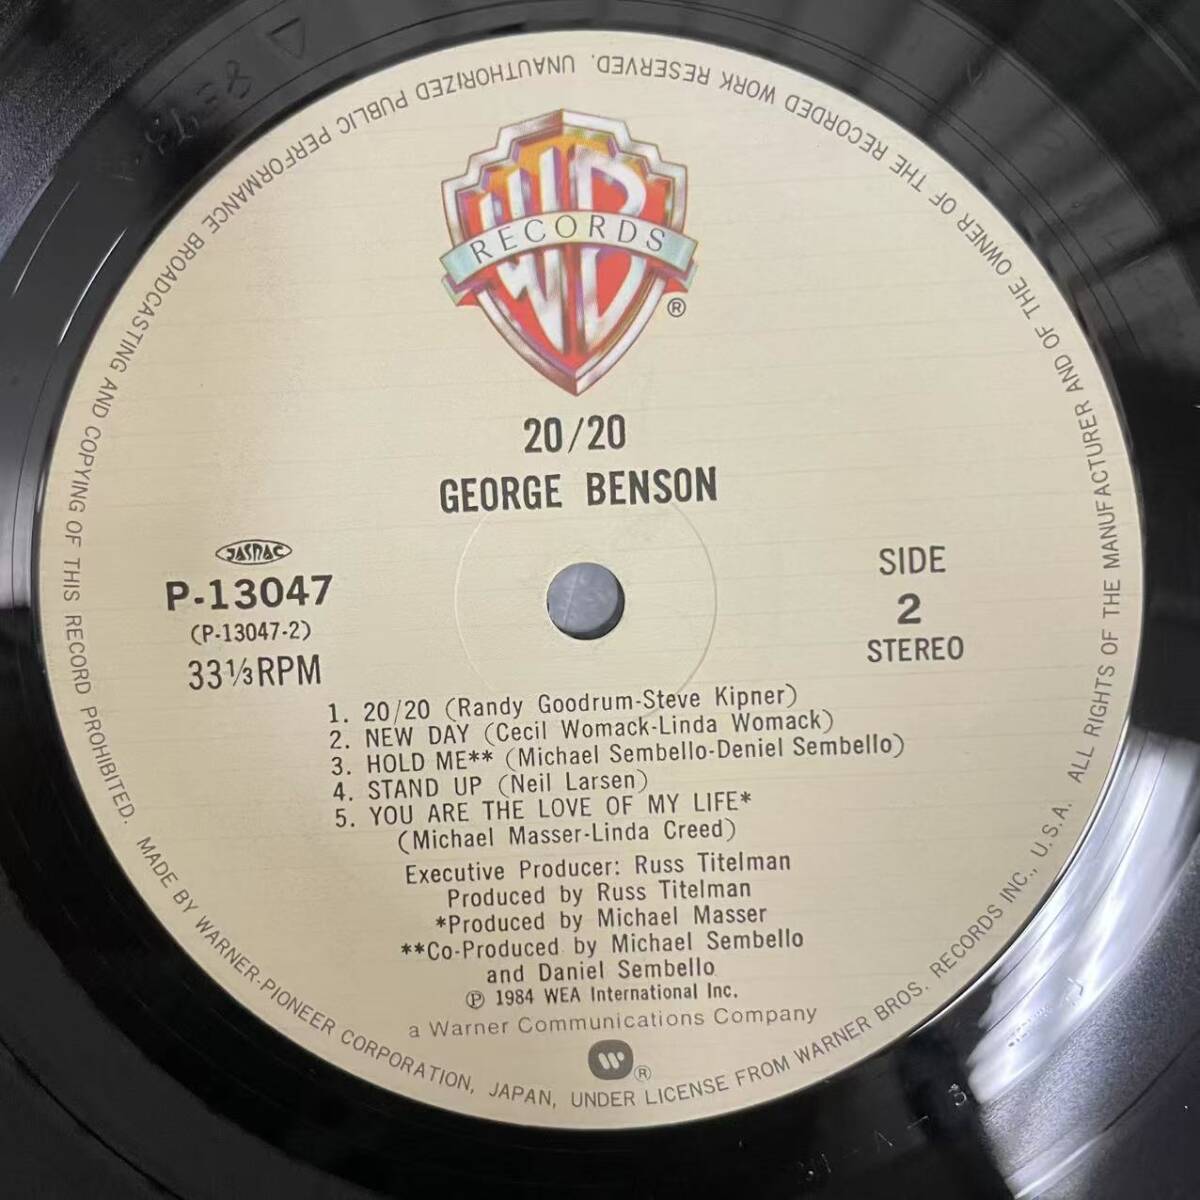 RECORDS
®
20/20
GEORGE BENSON
JASRAC
P-13047
(P-13047-2)
33⅓RPM
SIDE
2
STEREO
1. 20/20 (Randy Goodrum-Steve Kipner)
2. NEW DAY (Cecil Womack-Linda Womack)
3. HOLD ME** (Michael Sembello-Deniel Sembello)
4. STAND UP (Neil Larsen)
5. YOU ARE THE LOVE OF MY LIFE*
(Michael Masser-Linda Creed)
Executive Producer: Russ Titelman
Produced by Russ Titelman
*Produced by Michael Masser
**Co-Produced by Michael Sembello
and Daniel Sembello
℗ 1984 WEA International Inc.
a Warner Communications Company
®
MADE BY WARNER-PIONEER CORPORATION, JAPAN, UNDER LICENSE FROM WARNER BROS. RECORDS INC., U.S.A. ALL RIGHTS OF THE MANUFACTURER AND OF THE OWNER OF THE RECORDED WORK RESERVED. UNAUTHORIZED PUBLIC PERFORMANCE BROADCASTING AND COPYING OF THIS RECORD PROHIBITED.